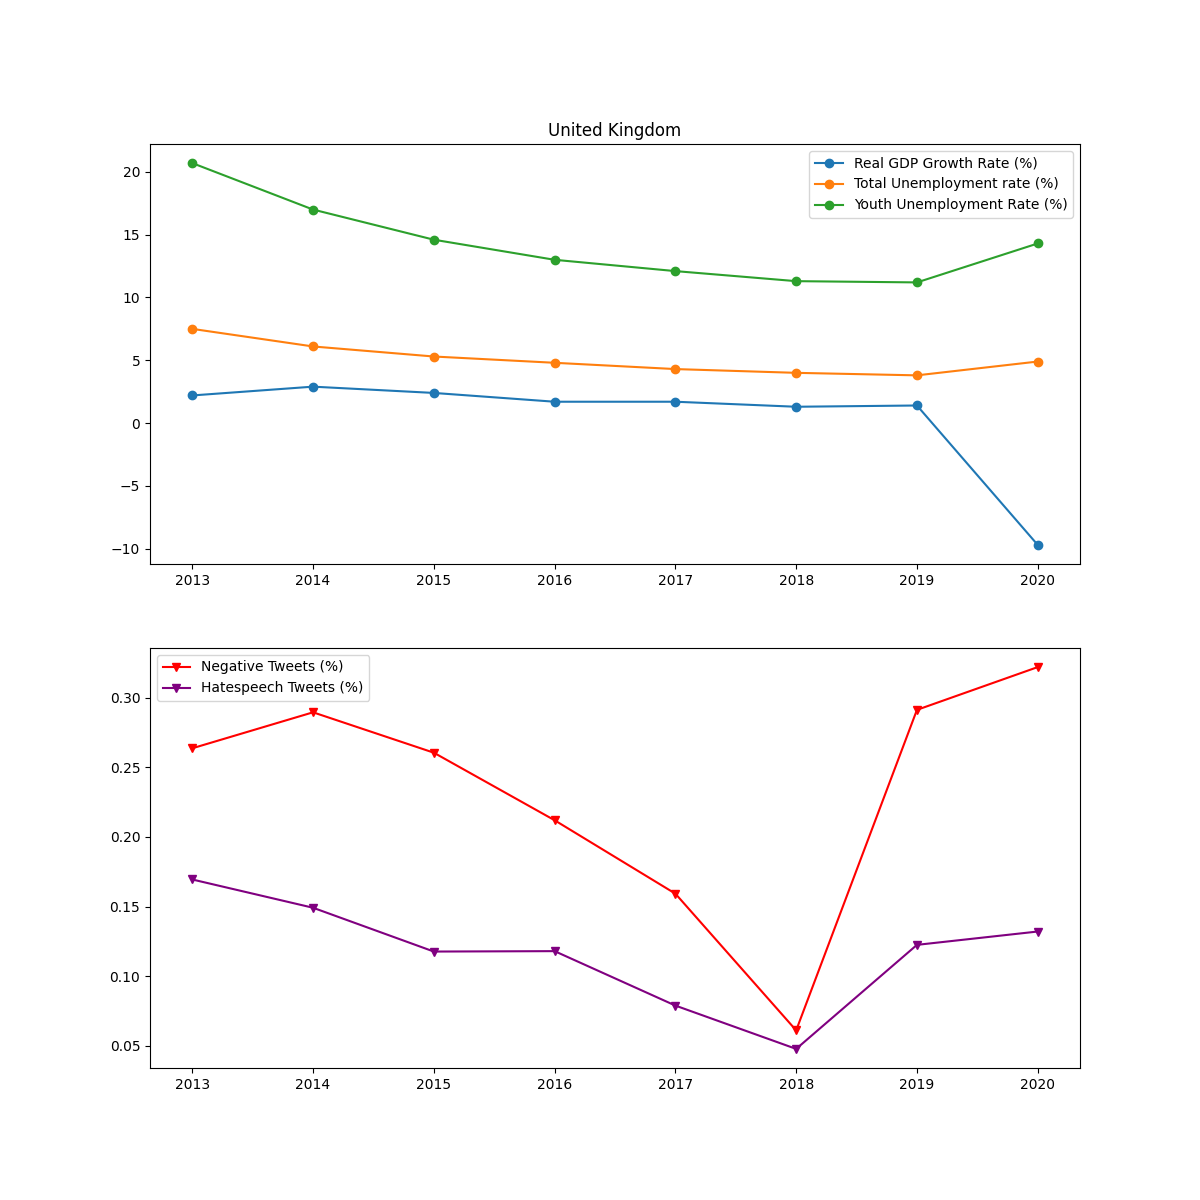 United Kingdom
Real GDP Growth Rate (%)
Total Unemployment rate (%)
Youth Unemployment Rate (%)
20
15
10
5
0
−5
−10
2013 2014 2015 2016 2017 2018 2019 2020
Negative Tweets (%)
Hatespeech Tweets (%)
0.30
0.25
0.20
0.15
0.10
0.05
2013 2014 2015 2016 2017 2018 2019 2020